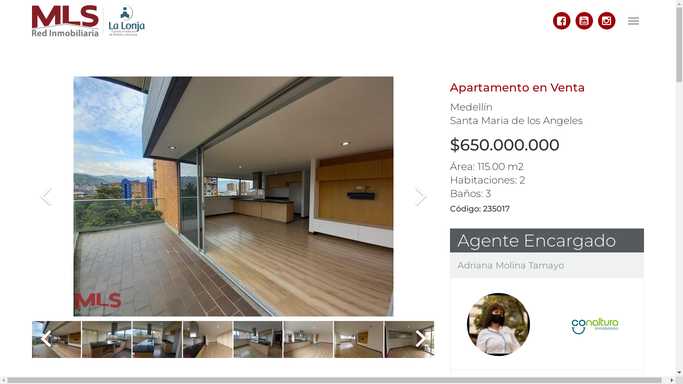 MLS
Red Inmobiliaria
La Lonja
Apartamento en Venta
Medellín
Santa Maria de los Angeles
$650.000.000
Área: 115.00 m2
Habitaciones: 2
Baños: 3
Código: 235017
Agente Encargado
Adriana Molina Tamayo
MLS
conaltura